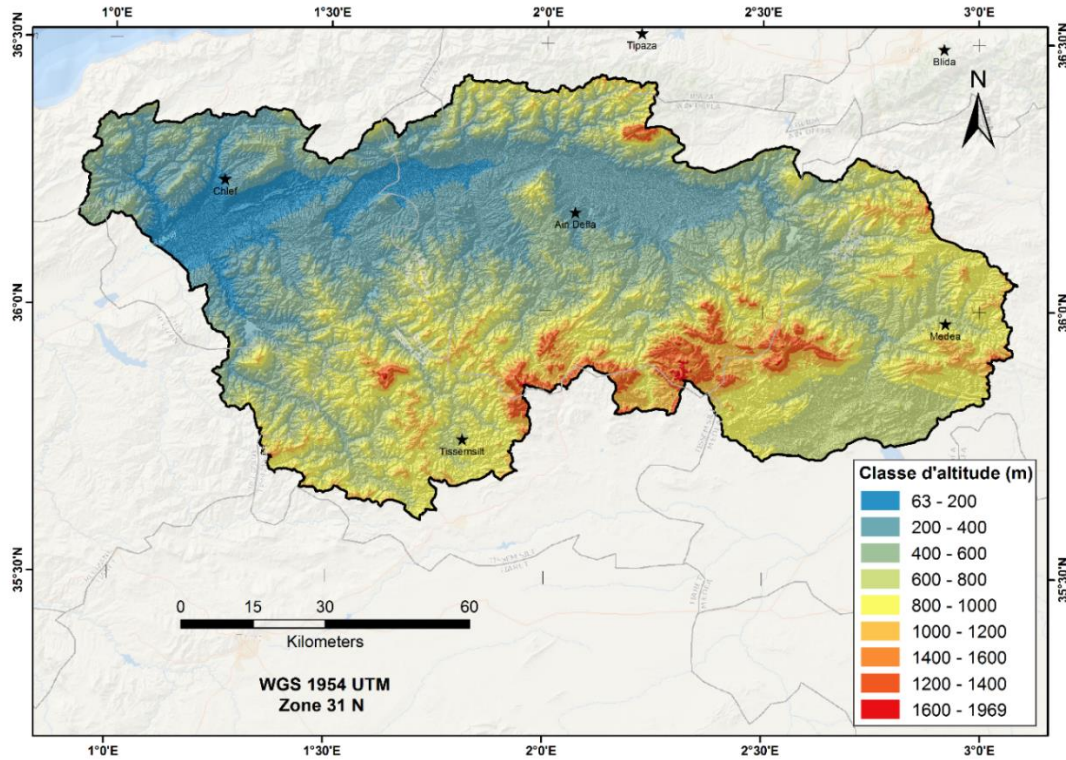 1°0'E 1°30'E 2°0'E 2°30'E 3°0'E
36°30'N 36°30'N
Tipaza
Blida
N
Chlef
Ain Defla
36°0'N 36°0'N
Medea
Tissemsilt
35°30'N 35°30'N
Classe d'altitude (m)
63 - 200
200 - 400
400 - 600
600 - 800
800 - 1000
1000 - 1200
1400 - 1600
1200 - 1400
1600 - 1969
0 15 30 60
Kilometers
WGS 1954 UTM
Zone 31 N
1°0'E 1°30'E 2°0'E 2°30'E 3°0'E